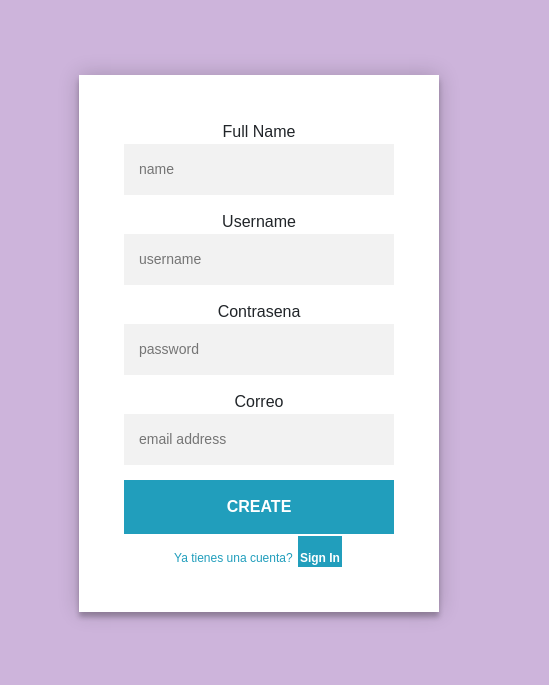 Full Name
name
Username
username
Contrasena
password
Correo
email address
CREATE
Ya tienes una cuenta? Sign In